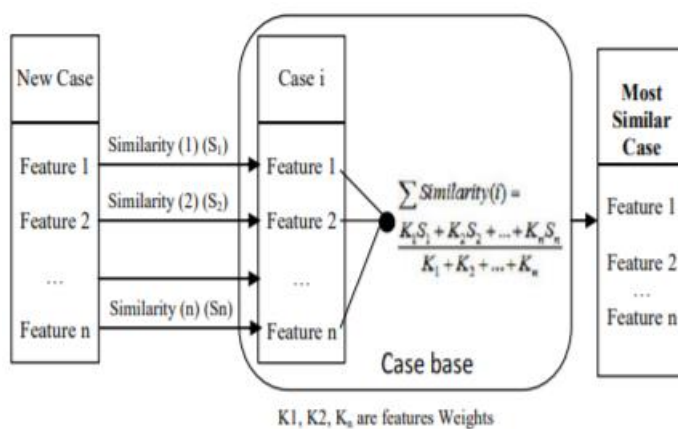 New Case
Feature 1
Feature 2
...
Feature n
Similarity (1) (S₁)
Similarity (2) (S₂)
Similarity (n) (Sn)
Case i
Feature 1
Feature 2
...
Feature n
∑ Similarity(i) =
K₁S₁ + K₂S₂ + ... + KₙSₙ
K₁ + K₂ + ... + Kₙ
Case base
Most
Similar
Case
Feature 1
Feature 2
...
Feature n
K1, K2, Kₙ are features Weights